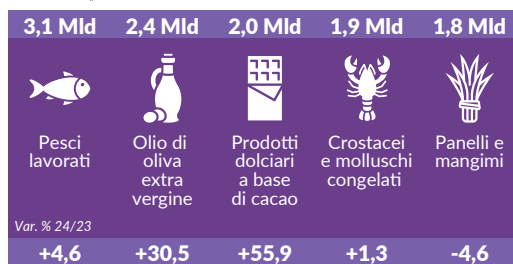 3,1 Mld 2,4 Mld 2,0 Mld 1,9 Mld 1,8 Mld
Pesci
lavorati
Olio di
oliva
extra
vergine
Prodotti
dolciari
a base
di cacao
Crostacei
e molluschi
congelati
Panelli e
mangimi
Var. % 24/23
+4,6 +30,5 +55,9 +1,3 -4,6